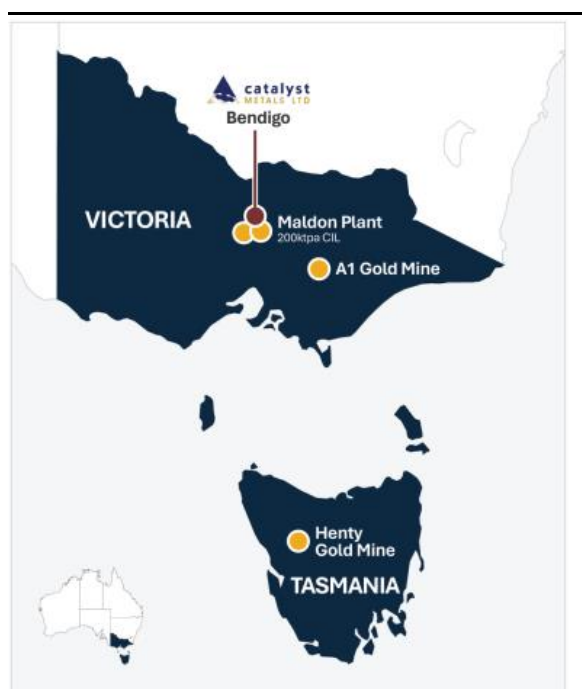 catalyst
METALS LTD
Bendigo
VICTORIA
Maldon Plant
200ktpa CIL
A1 Gold Mine
Henty
Gold Mine
TASMANIA